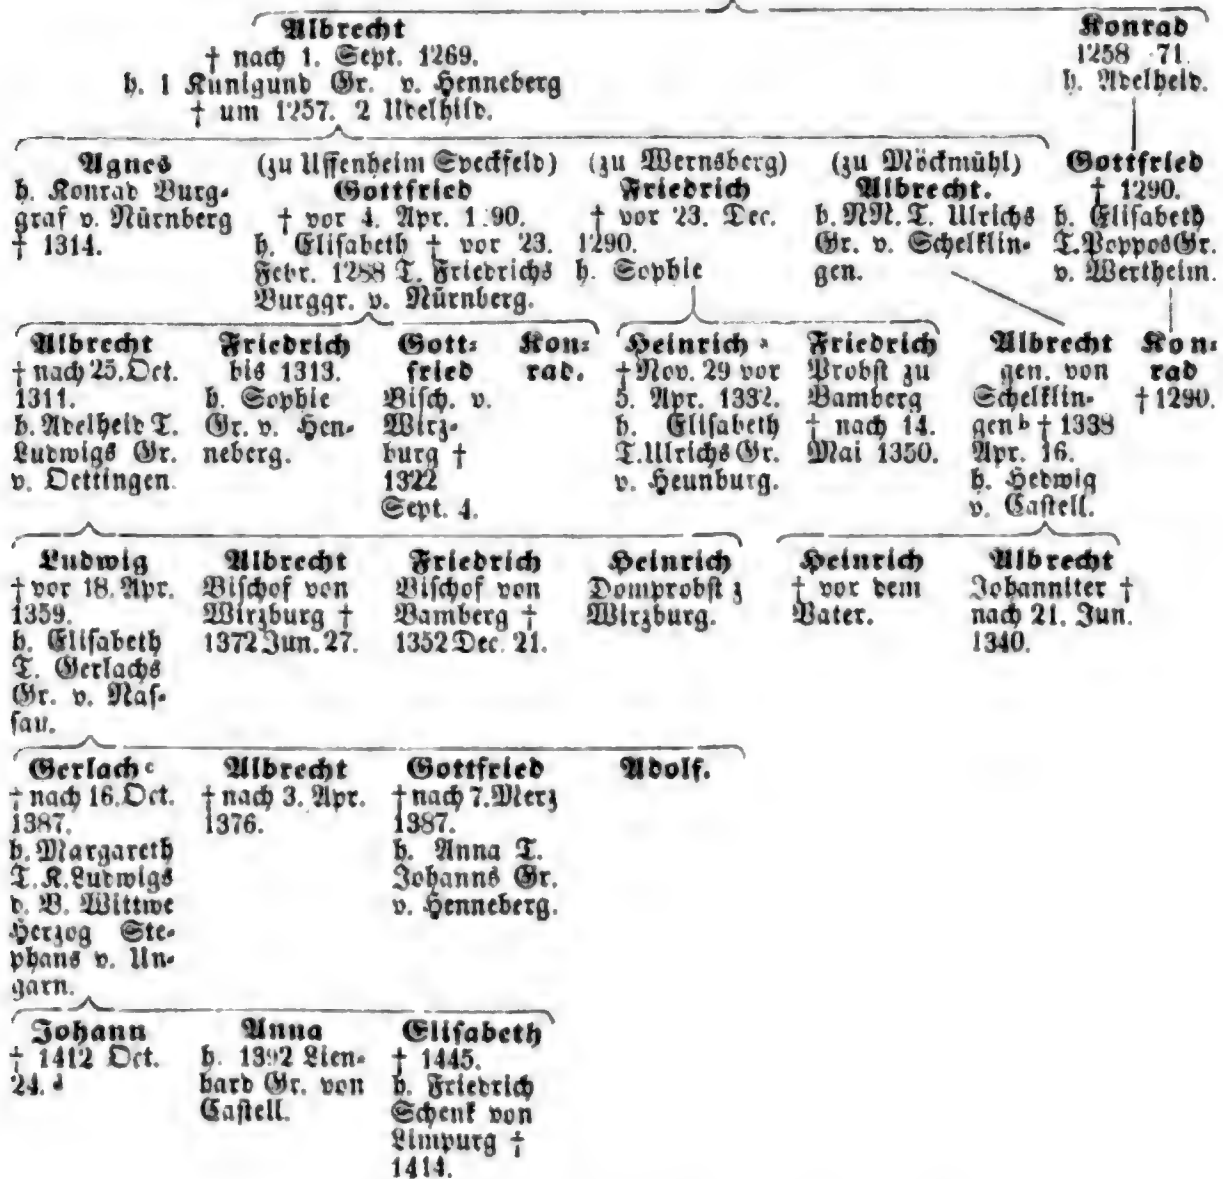 Albrecht
† nach 1. Sept. 1269.
h. 1 Kunigund Gr. v. Henneberg
† um 1257. 2 Udelhild.
Konrad
1258 71.
h. Adelheid.
Agnes
h. Konrad Burg-
graf v. Nürnberg
† 1314.
(zu Uffenheim Speckfeld)
Gottfried
† vor 4. Apr. 1:90.
h. Elisabeth † vor 23.
Febr. 1288 T. Friedrichs
Burggr. v. Nürnberg.
(zu Wernsberg)
Friedrich
† vor 23. Dec.
1290.
h. Sophie
(zu Möckmühl)
Albrecht.
h. NN. T. Ulrichs
Gr. v. Schelklin-
gen.
Gottfried
† 1290.
h. Elisabeth
T. Poppos Gr.
v. Wertheim.
Albrecht
† nach 25. Oct.
1311.
h. Adelheid T.
Ludwigs Gr.
v. Oettingen.
Friedrich
bis 1313.
h. Sophie
Gr. v. Hen-
neberg.
Gott-
fried
Bisch. v.
Wirz-
burg †
1322
Sept. 4.
Kon-
rad.
Heinrich a
† Nov. 29 vor
5. Apr. 1332.
h. Elisabeth
T. Ulrichs Gr.
v. Heunburg.
Friedrich
Probst zu
Bamberg
† nach 14.
Mai 1350.
Albrecht
gen. von
Schelklin-
gen b † 1338
Apr. 16.
h. Hedwig
v. Castell.
Kon-
rad
† 1290.
Ludwig
† vor 18. Apr.
1359.
h. Elisabeth
T. Gerlachs
Gr. v. Nas-
sau.
Albrecht
Bischof von
Wirzburg †
1372 Jun. 27.
Friedrich
Bischof von
Bamberg †
1352 Dec. 21.
Heinrich
Domprobst z
Wirzburg.
Heinrich
† vor dem
Vater.
Albrecht
Johanniter †
nach 21. Jun.
1340.
Gerlach c
† nach 16. Oct.
1387.
h. Margareth
T. K. Ludwigs
d. B. Wittwe
Herzog Ste-
phans v. Un-
garn.
Albrecht
† nach 3. Apr.
1376.
Gottfried
† nach 7. Merz
1387.
h. Anna T.
Johanns Gr.
v. Henneberg.
Adolf.
Johann
† 1412 Oct.
24. d
Anna
h. 1392 Lien-
hard Gr. von
Castell.
Elisabeth
† 1445.
h. Friedrich
Schenk von
Limpurg †
1414.